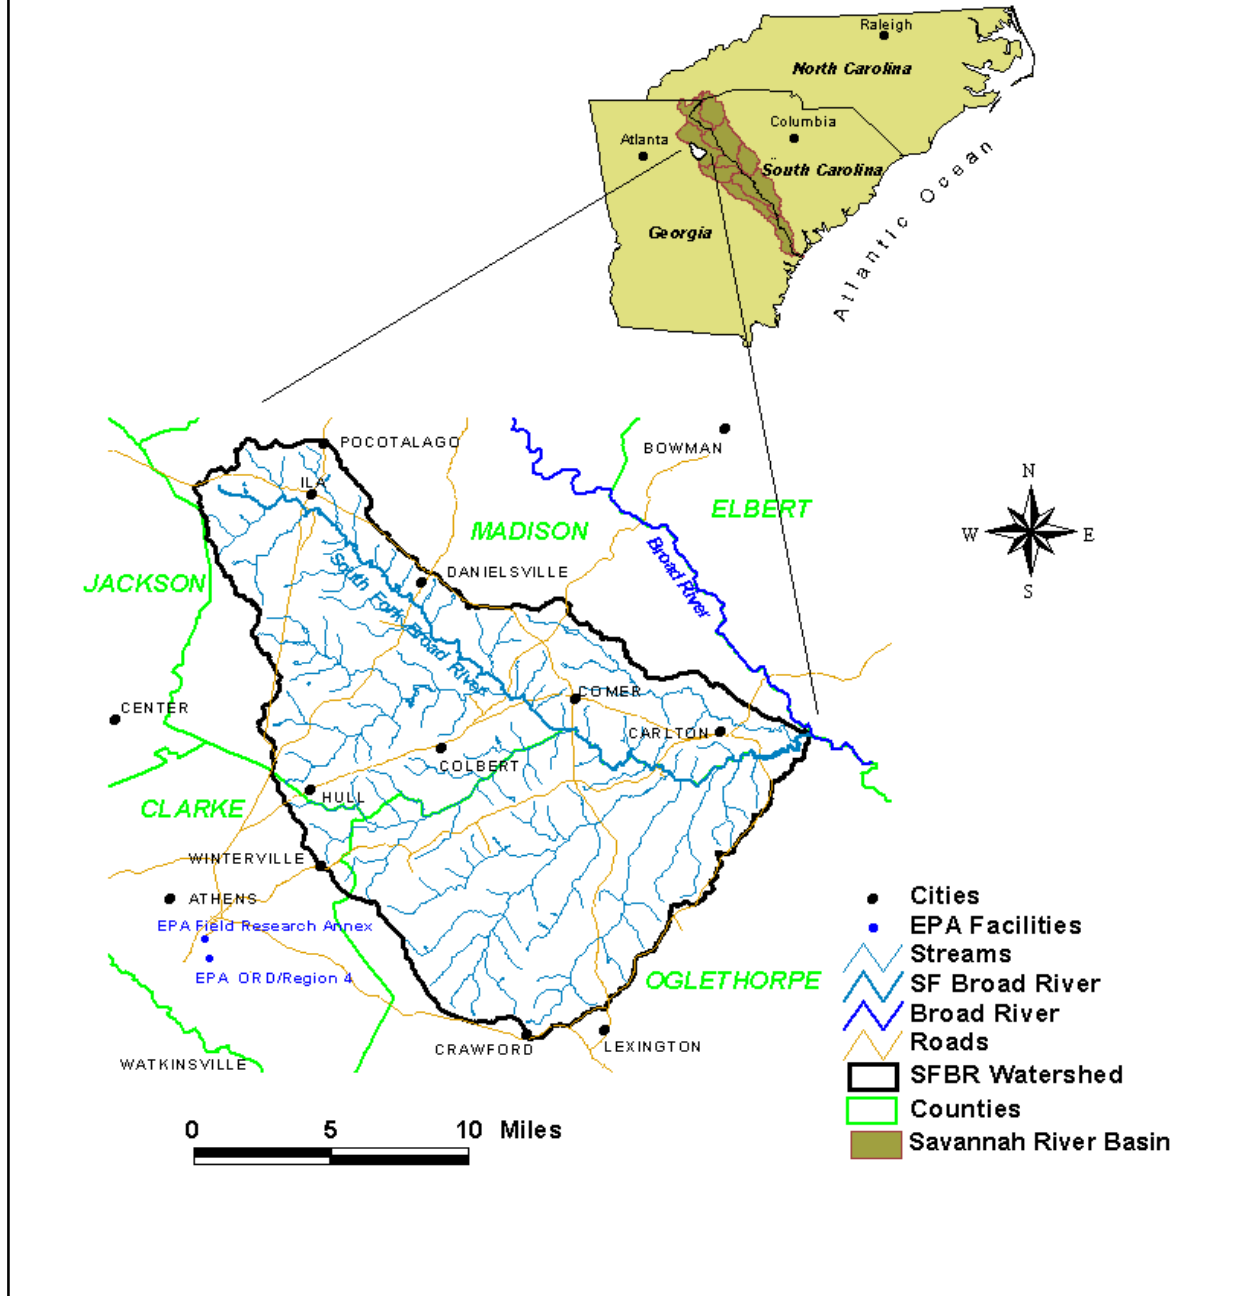 Raleigh
North Carolina
Columbia
Atlanta
South Carolina
Georgia
Atlantic Ocean
POCOTALAGO
BOWMAN
ILA
ELBERT
MADISON
N
W E
S
Broad River
South Fork Broad River
DANIELSVILLE
JACKSON
COMER
CENTER
CARLTON
COLBERT
HULL
CLARKE
WINTERVILLE
ATHENS
EPA Field Research Annex
EPA ORD/Region 4
OGLETHORPE
CRAWFORD
LEXINGTON
WATKINSVILLE
Cities
EPA Facilities
Streams
SF Broad River
Broad River
Roads
SFBR Watershed
Counties
Savannah River Basin
0 5 10 Miles